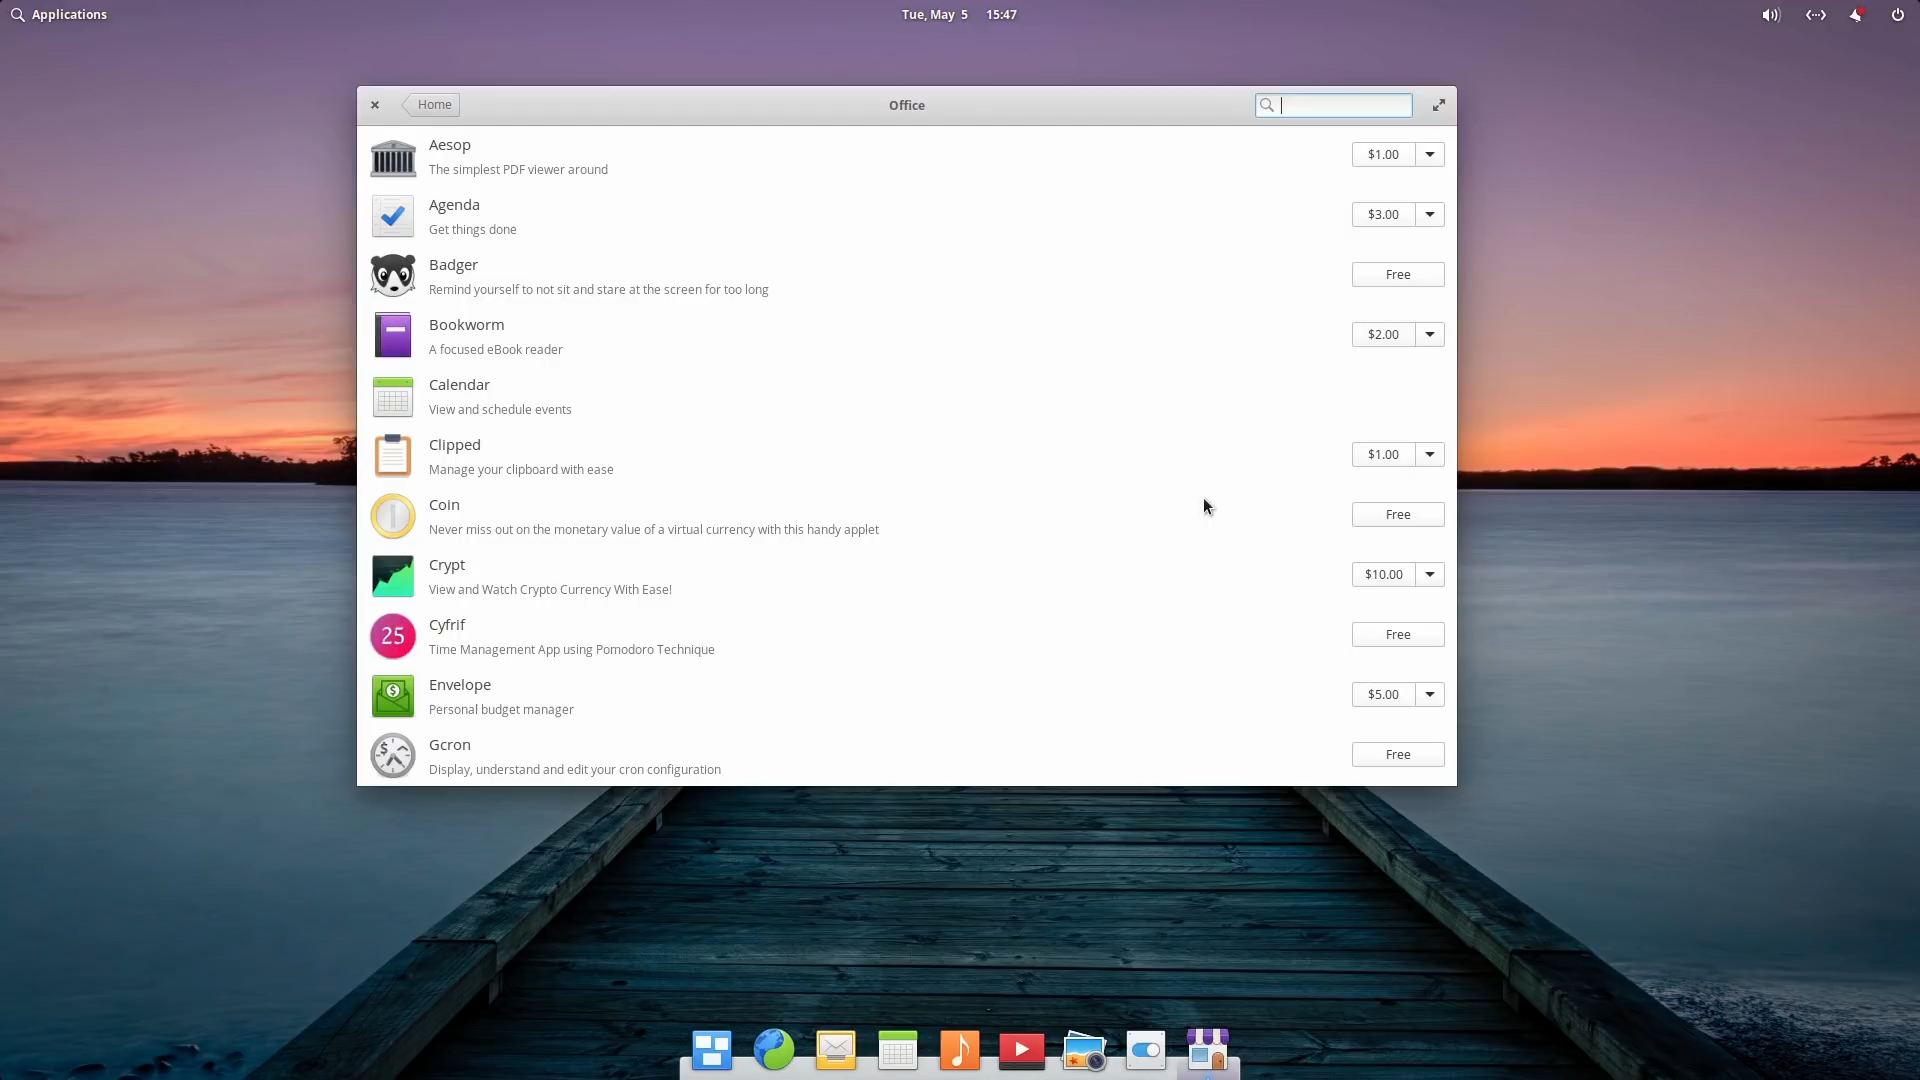 Applications
Tue, May 5 15:47
Home
Office
Aesop
The simplest PDF viewer around
$1.00
Agenda
Get things done
$3.00
Badger
Remind yourself to not sit and stare at the screen for too long
Free
Bookworm
A focused eBook reader
$2.00
Calendar
View and schedule events
Clipped
Manage your clipboard with ease
$1.00
Coin
Never miss out on the monetary value of a virtual currency with this handy applet
Free
Crypt
View and Watch Crypto Currency With Ease!
$10.00
25
Cyfrif
Time Management App using Pomodoro Technique
Free
$
Envelope
Personal budget manager
$5.00
$
Gcron
Display, understand and edit your cron configuration
Free